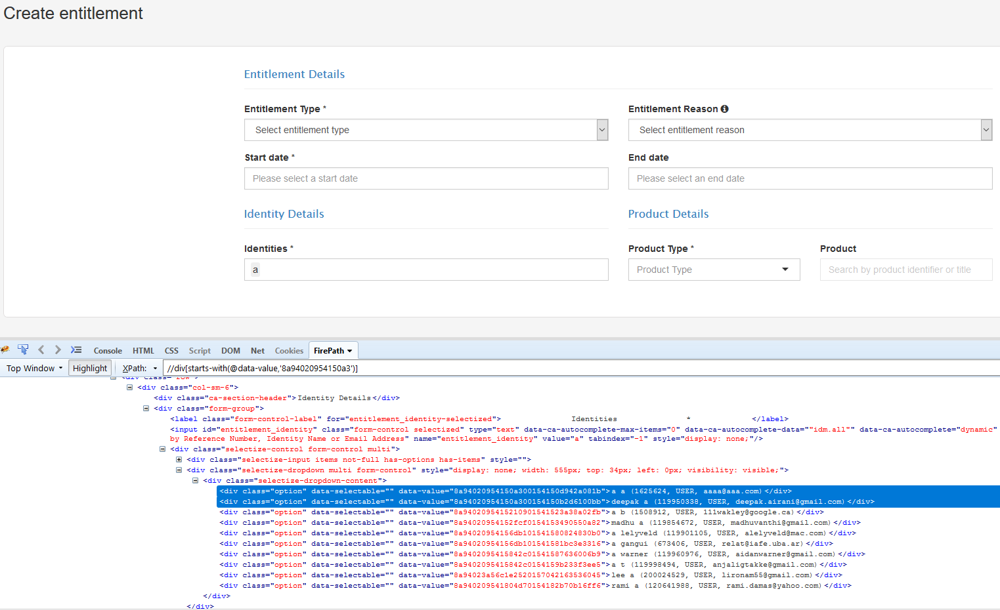 Create entitlement
Entitlement Details
Entitlement Type *
Entitlement Reason
Select entitlement type
Select entitlement reason
Start date *
End date
Please select a start date
Please select an end date
Identity Details
Product Details
Identities *
Product Type *
Product
a
Product Type
Search by product identifier or title
Console HTML CSS Script DOM Net Cookies FirePath
Top Window Highlight XPath: //div[starts-with(@data-value,'8a94020954150a3')]
<div class="row">
<div class="col-sm-6">
<div class="ca-section-header">Identity Details</div>
<div class="form-group">
<label class="form-control-label" for="entitlement_identity-selectized"> Identities * </label>
<input id="entitlement_identity" class="form-control selectized" type="text" data-ca-autocomplete-max-items="0" data-ca-autocomplete-data=""idm.all"" data-ca-autocomplete="dynamic"
by Reference Number, Identity Name or Email Address" name="entitlement_identity" value="a" tabindex="-1" style="display: none;"/>
<div class="selectize-control form-control multi">
<div class="selectize-input items not-full has-options has-items" style="">
<div class="selectize-dropdown multi form-control" style="display: none; width: 555px; top: 34px; left: 0px; visibility: visible;">
<div class="selectize-dropdown-content">
<div class="option" data-selectable="" data-value="8a94020954150a300154150d942a081b">a a (1625624, USER, aaaa@aaa.com)</div>
<div class="option" data-selectable="" data-value="8a94020954150a300154150b2d6100bb">deepak a (119950338, USER, deepak.airani@gmail.com)</div>
<div class="option" data-selectable="" data-value="8a9402095415210901541523a38a02fb">a b (1508912, USER, 111wakley@google.ca)</div>
<div class="option" data-selectable="" data-value="8a94020954152fcf0154153490550a82">madhu a (119854672, USER, madhuvanthi@gmail.com)</div>
<div class="option" data-selectable="" data-value="8a94020954156db101541580824830b0">a lelyveld (119901105, USER, alelyveld@mac.com)</div>
<div class="option" data-selectable="" data-value="8a94020954156db101541581bc3e3316">a gangui (673406, USER, relat@iafe.uba.ar)</div>
<div class="option" data-selectable="" data-value="8a940209415842c01541587636006b9">a warner (119960976, USER, aidanwarner@gmail.com)</div>
<div class="option" data-selectable="" data-value="8a9402095415842c0154159b233f3ee5">a t (119998494, USER, anjaligtakke@gmail.com)</div>
<div class="option" data-selectable="" data-value="8a94023a56c1e2520157042163536045">lee a (200024529, USER, lironam55@gmail.com)</div>
<div class="option" data-selectable="" data-value="8a940209541804d70154182b70b16ff6">rami a (120641988, USER, rami.damas@yahoo.com)</div>
</div>
</div>